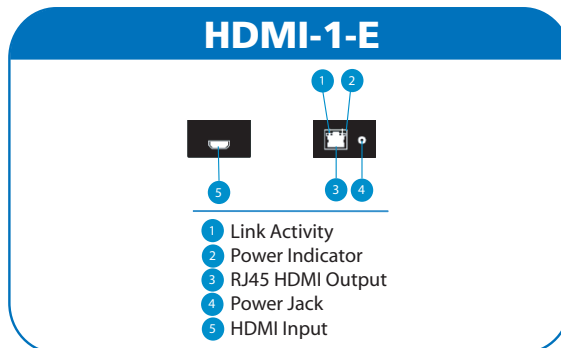 HDMI-1-E
1 2
5 3 4
1 Link Activity
2 Power Indicator
3 RJ45 HDMI Output
4 Power Jack
5 HDMI Input